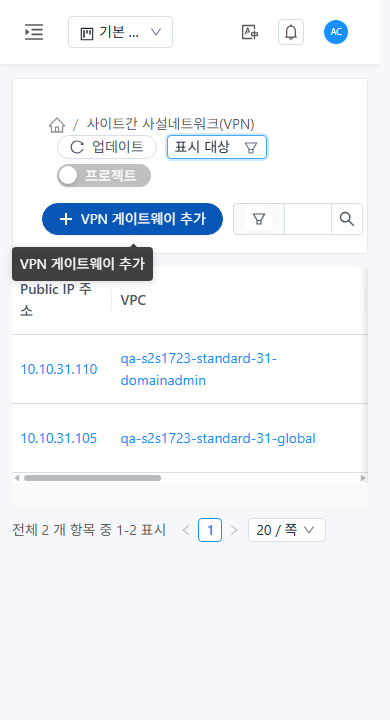 기본 ...
AC
/ 사이트간 사설네트워크(VPN)
업데이트
표시 대상
프로젝트
VPN 게이트웨이 추가
VPN 게이트웨이 추가
Public IP 주
소
VPC
10.10.31.110
qa-s2s1723-standard-31-
domainadmin
10.10.31.105
qa-s2s1723-standard-31-global
전체 2 개 항목 중 1-2 표시
1
20 / 쪽